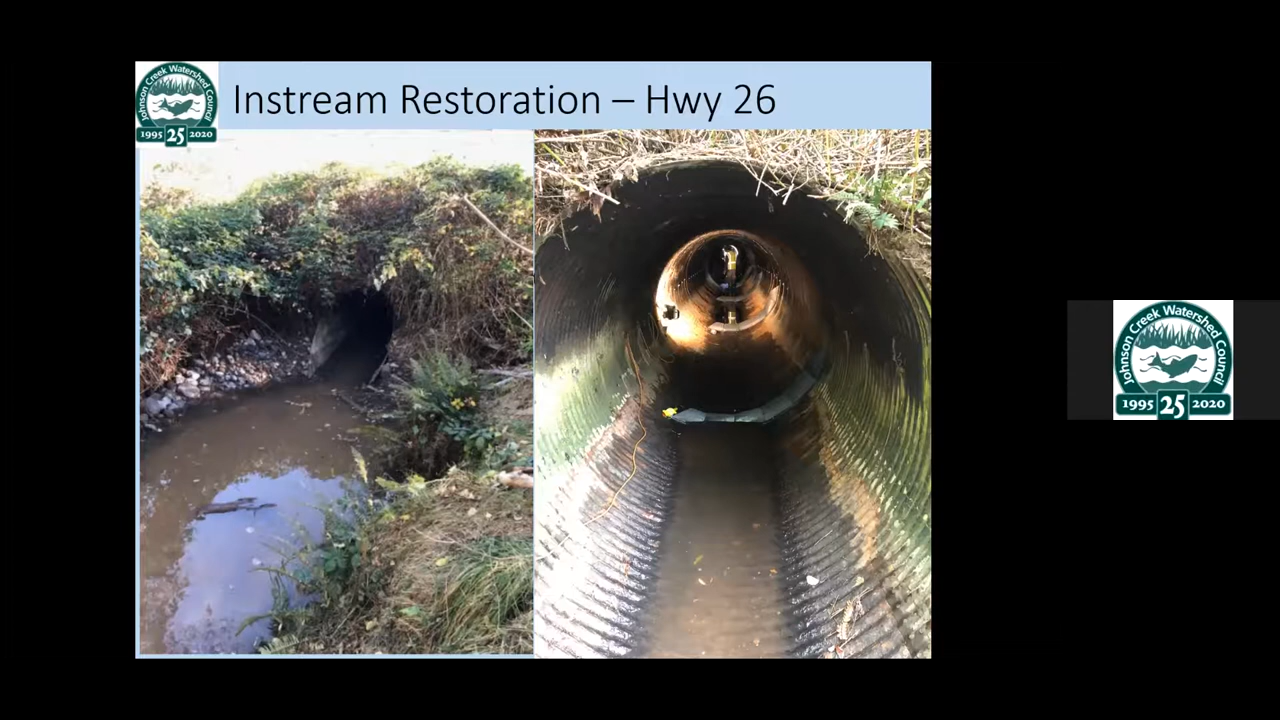 Johnson Creek Watershed Council
1995 25 2020
Instream Restoration – Hwy 26
Johnson Creek Watershed Council
1995 25 2020